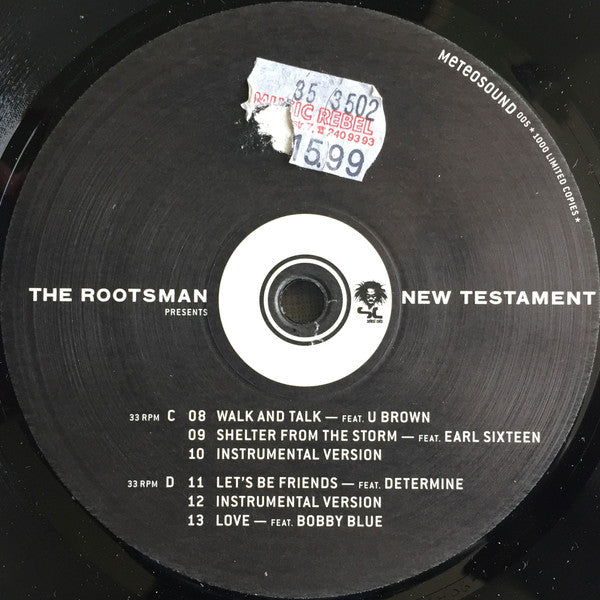 35 3502
MUSIC REBEL
7, ☎ 2409393
15.99
METEOSOUND 005 * 1000 LIMITED COPIES *
THE ROOTSMAN
PRESENTS
NEW TESTAMENT
33 RPM C 08 WALK AND TALK — FEAT. U BROWN
09 SHELTER FROM THE STORM — FEAT. EARL SIXTEEN
10 INSTRUMENTAL VERSION
33 RPM D 11 LET'S BE FRIENDS — FEAT. DETERMINE
12 INSTRUMENTAL VERSION
13 LOVE — FEAT. BOBBY BLUE